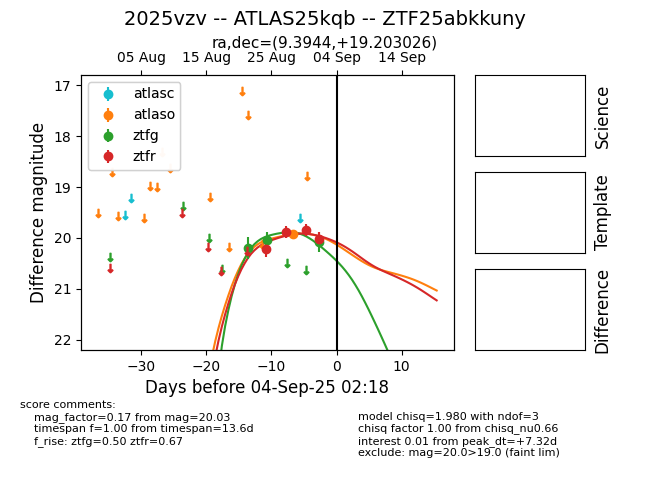 2025vzv -- ATLAS25kqb -- ZTF25abkkuny
ra,dec=(9.3944,+19.203026)
05 Aug 15 Aug 25 Aug 04 Sep 14 Sep
17
18
19
20
21
22
Difference magnitude
atlasc
atlaso
ztfg
ztfr
−30 −20 −10 0 10
Days before 04-Sep-25 02:18
Science
Template
Difference
score comments:
mag_factor=0.17 from mag=20.03
timespan f=1.00 from timespan=13.6d
f_rise: ztfg=0.50 ztfr=0.67
model chisq=1.980 with ndof=3
chisq factor 1.00 from chisq_nu0.66
interest 0.01 from peak_dt=+7.32d
exclude: mag=20.0>19.0 (faint lim)